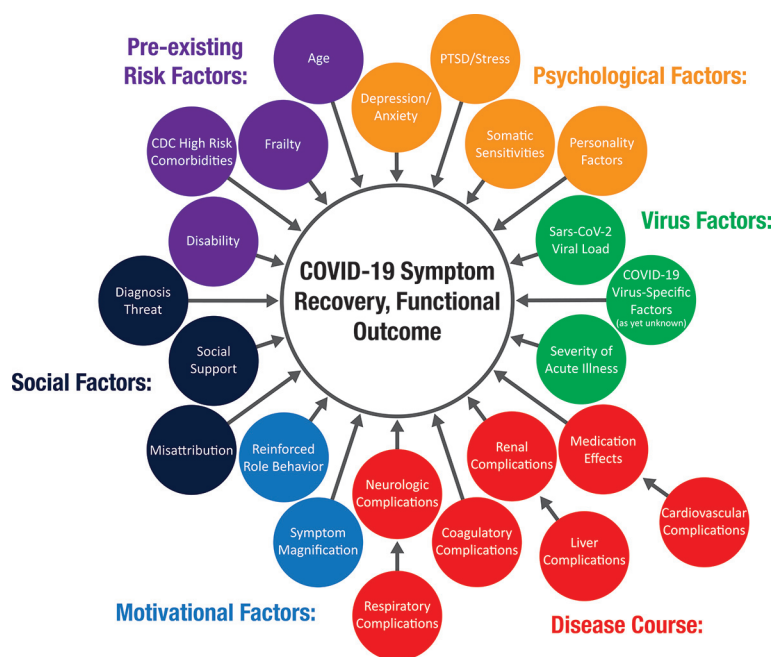 Pre-existing
Risk Factors:
Age
PTSD/Stress
Psychological Factors:
Depression/
Anxiety
CDC High Risk
Comorbidities
Frailty
Somatic
Sensitivities
Personality
Factors
Disability
Sars-CoV-2
Viral Load
Virus Factors:
COVID-19 Symptom
Recovery, Functional
Outcome
Diagnosis
Threat
COVID-19
Virus-Specific
Factors
(as yet unknown)
Social
Support
Severity of
Acute Illness
Social Factors:
Misattribution
Reinforced
Role Behavior
Renal
Complications
Medication
Effects
Neurologic
Complications
Symptom
Magnification
Coagulatory
Complications
Liver
Complications
Cardiovascular
Complications
Respiratory
Complications
Motivational Factors:
Disease Course: